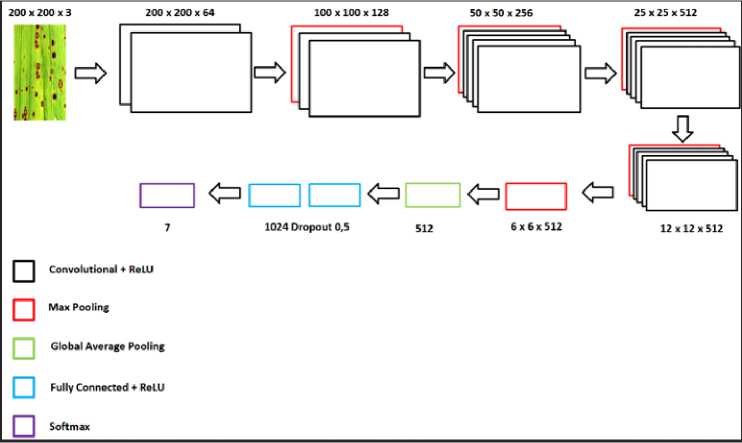 200 x 200 x 3
200 x 200 x 64
100 x 100 x 128
50 x 50 x 256
25 x 25 x 512
7
1024 Dropout 0,5
512
6 x 6 x 512
12 x 12 x 512
Convolutional + ReLU
Max Pooling
Global Average Pooling
Fully Connected + ReLU
Softmax